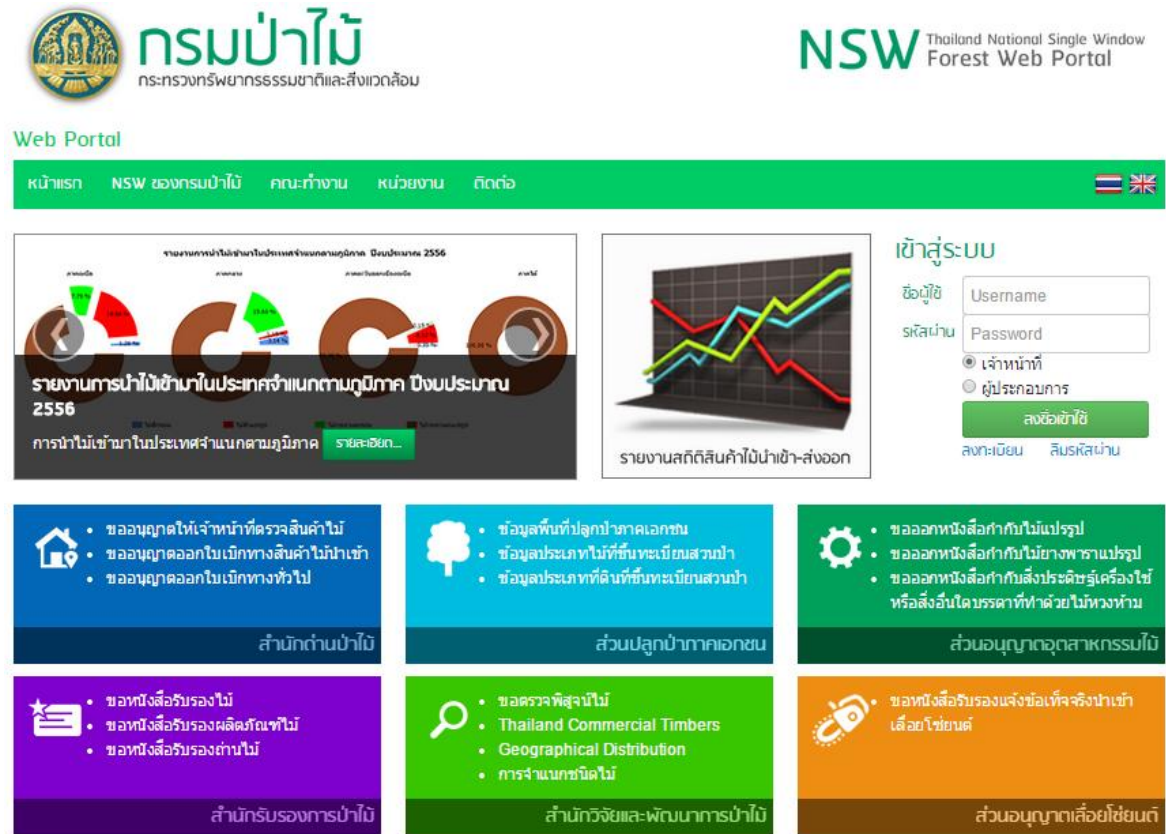 กรมป่าไม้
กระทรวงทรัพยากรธรรมชาติและสิ่งแวดล้อม
NSW Thailand National Single Window
Forest Web Portal
Web Portal
หน้าแรก NSW ของกรมป่าไม้ คณะทำงาน หน่วยงาน ติดต่อ
รายงานการนำไม้เข้ามาในประเทศจำแนกตามภูมิภาค ปีงบประมาณ 2556
ภาคเหนือ ภาคกลาง ภาคตะวันออกเฉียงเหนือ ภาคใต้
รายงานการนำไม้เข้ามาในประเทศจำแนกตามภูมิภาค ปีงบประมาณ
2556
การนำไม้เข้ามาในประเทศจำแนกตามภูมิภาค รายละเอียด...
รายงานสถิติสินค้าไม้นำเข้า-ส่งออก
เข้าสู่ระบบ
ชื่อผู้ใช้ Username
รหัสผ่าน Password
เจ้าหน้าที่
ผู้ประกอบการ
ลงชื่อเข้าใช้
ลงทะเบียน ลืมรหัสผ่าน
ขออนุญาตให้เจ้าหน้าที่ตรวจสินค้าไม้
ขออนุญาตออกใบเบิกทางสินค้าไม้นำเข้า
ขออนุญาตออกใบเบิกทางทั่วไป
สำนักด่านป่าไม้
ข้อมูลพื้นที่ปลูกป่าภาคเอกชน
ข้อมูลประเภทไม้ที่ขึ้นทะเบียนสวนป่า
ข้อมูลประเภทที่ดินที่ขึ้นทะเบียนสวนป่า
ส่วนปลูกป่าภาคเอกชน
ขอออกหนังสือกำกับไม้แปรรูป
ขอออกหนังสือกำกับไม้ยางพาราแปรรูป
ขอออกหนังสือกำกับสิ่งประดิษฐ์เครื่องใช้
หรือสิ่งอื่นใดบรรดาที่ทำด้วยไม้หวงห้าม
ส่วนอนุญาตอุตสาหกรรมไม้
ขอหนังสือรับรองไม้
ขอหนังสือรับรองผลิตภัณฑ์ไม้
ขอหนังสือรับรองถ่านไม้
สำนักรับรองการป่าไม้
ขอตรวจพิสูจน์ไม้
Thailand Commercial Timbers
Geographical Distribution
การจำแนกชนิดไม้
สำนักวิจัยและพัฒนาการป่าไม้
ขอหนังสือรับรองแจ้งข้อเท็จจริงนำเข้า
เลื่อยโซ่ยนต์
ส่วนอนุญาตเลื่อยโซ่ยนต์